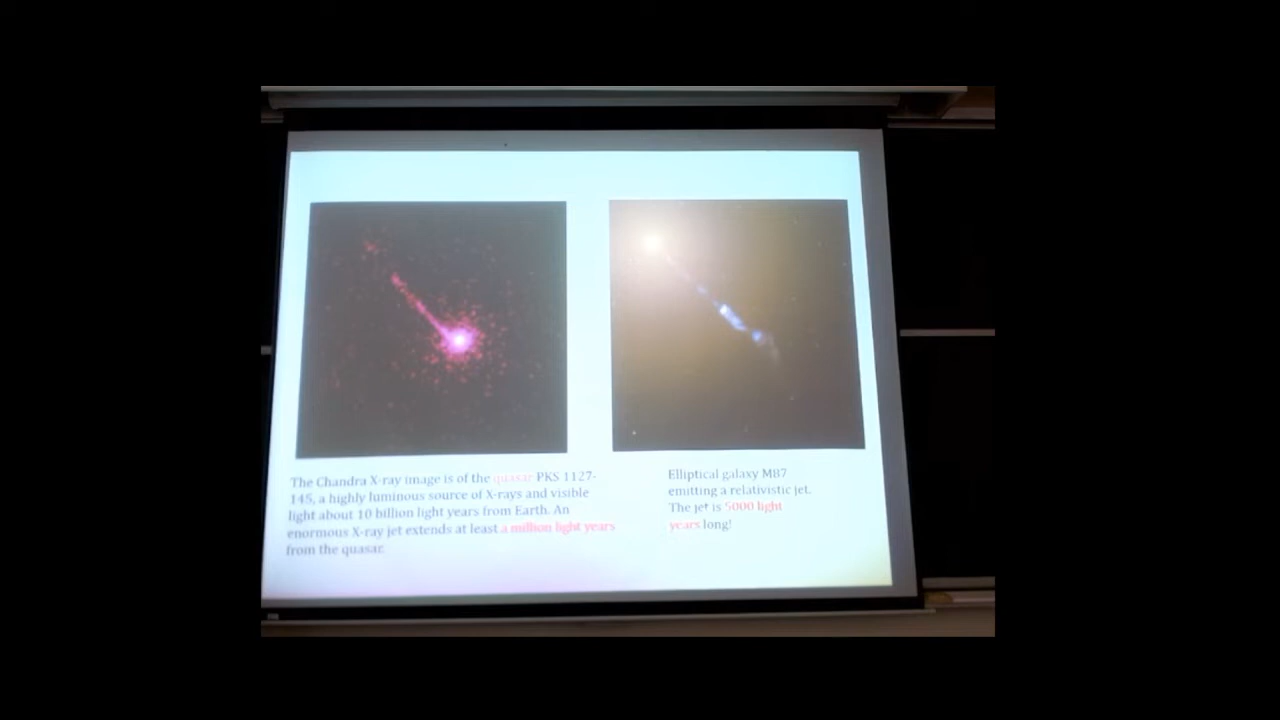 The Chandra X-ray image is of the quasar PKS 1127-
145, a highly luminous source of X-rays and visible
light about 10 billion light years from Earth. An
enormous X-ray jet extends at least a million light years
from the quasar.
Elliptical galaxy M87
emitting a relativistic jet.
The jet is 5000 light
years long!